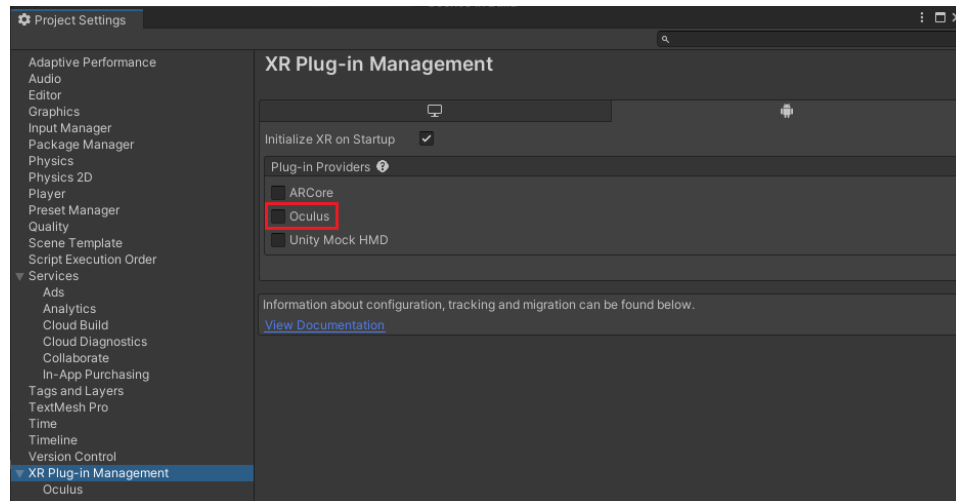 Project Settings
Adaptive Performance
Audio
Editor
Graphics
Input Manager
Package Manager
Physics
Physics 2D
Player
Preset Manager
Quality
Scene Template
Script Execution Order
Services
Ads
Analytics
Cloud Build
Cloud Diagnostics
Collaborate
In-App Purchasing
Tags and Layers
TextMesh Pro
Time
Timeline
Version Control
XR Plug-in Management
Oculus
XR Plug-in Management
Initialize XR on Startup
Plug-in Providers
ARCore
Oculus
Unity Mock HMD
Information about configuration, tracking and migration can be found below.
View Documentation